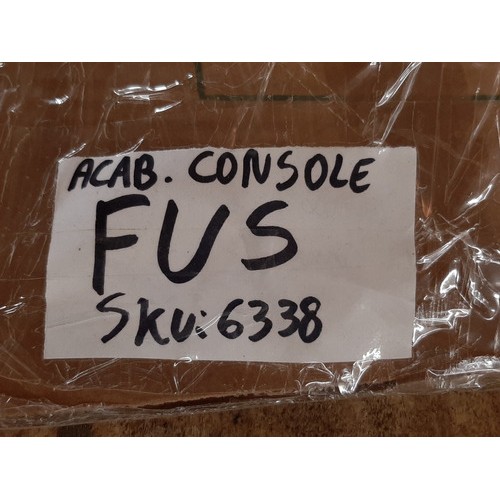 ACAB. CONSOLE
FUS
SKU: 6338